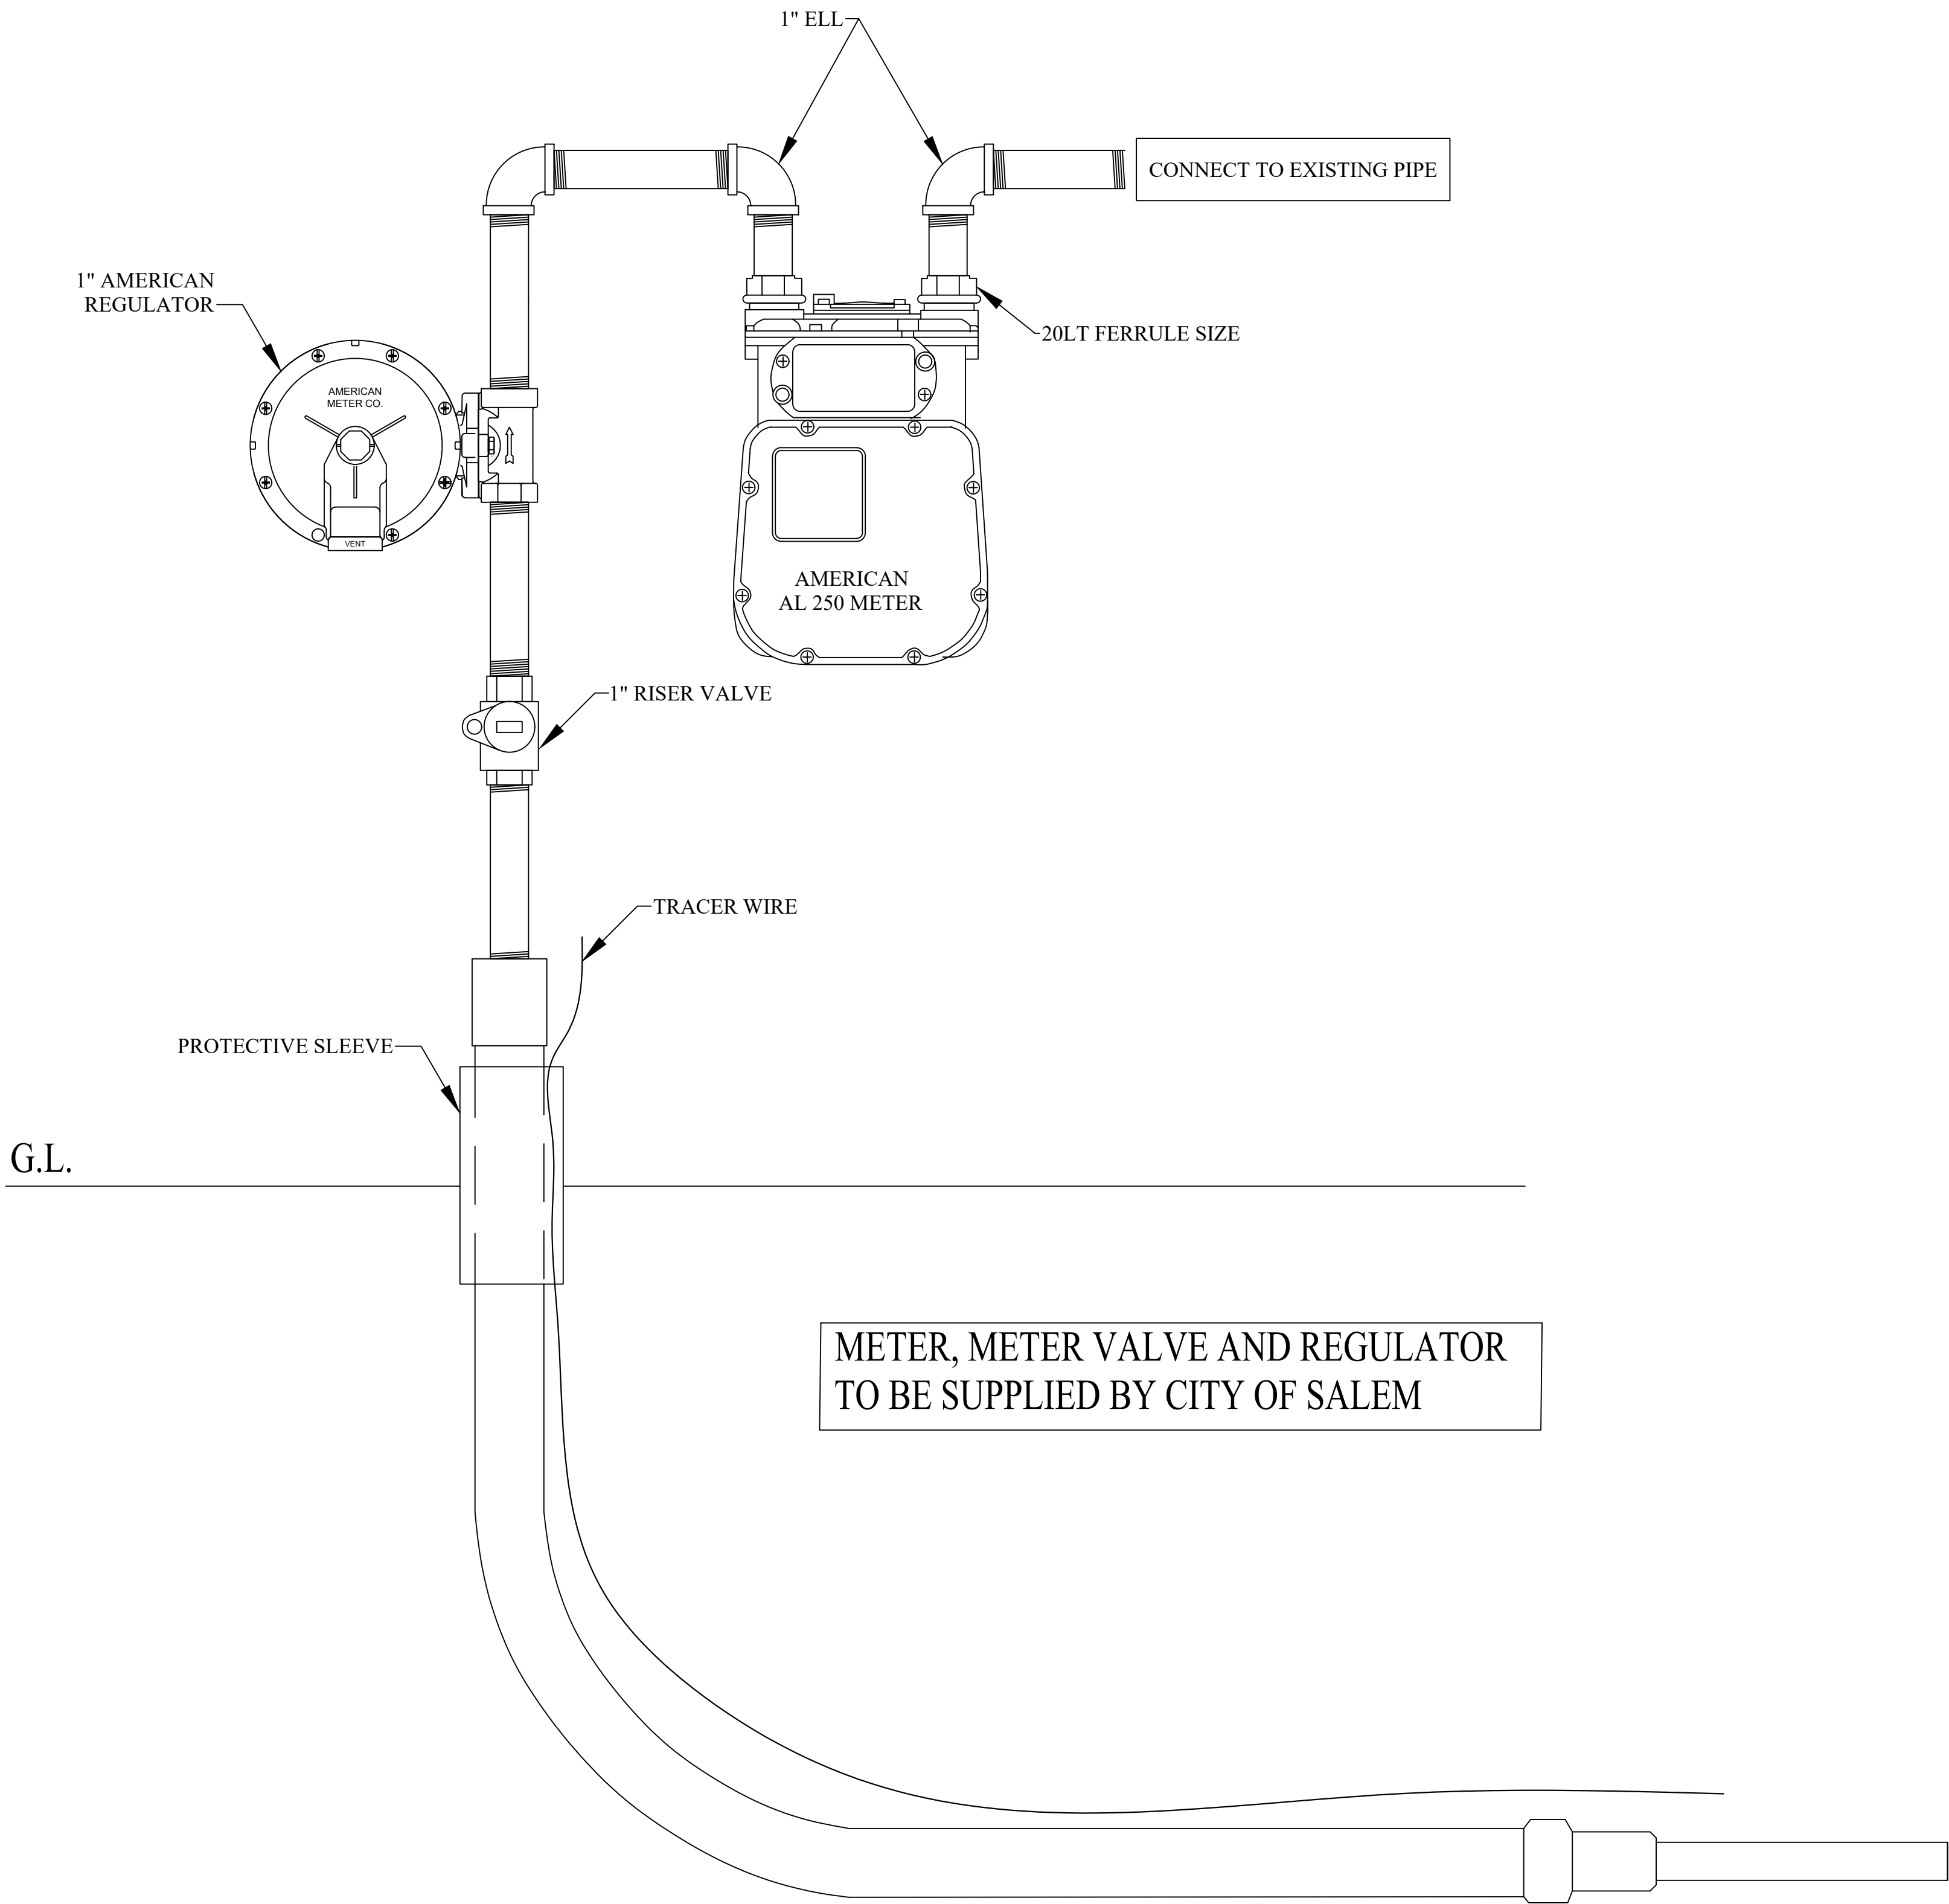 1" ELL
CONNECT TO EXISTING PIPE
1" AMERICAN
REGULATOR
20LT FERRULE SIZE
AMERICAN
METER CO.
VENT
AMERICAN
AL 250 METER
1" RISER VALVE
TRACER WIRE
PROTECTIVE SLEEVE
G.L.
METER, METER VALVE AND REGULATOR
TO BE SUPPLIED BY CITY OF SALEM